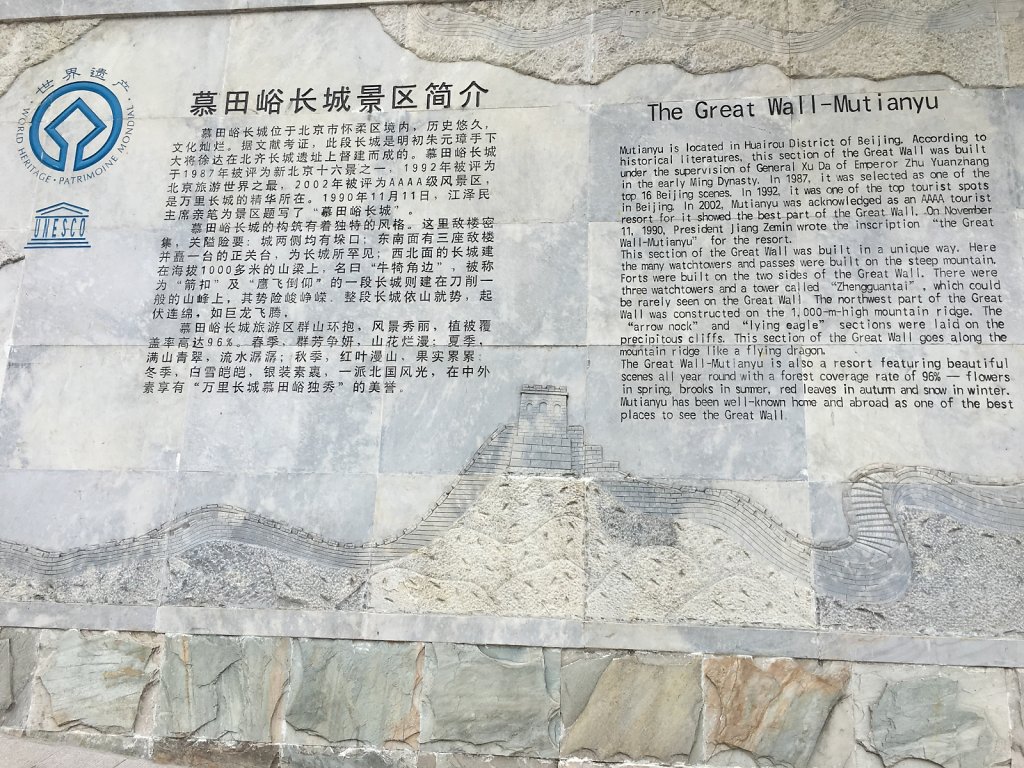 ·世界遗产·
WORLD HERITAGE · PATRIMOINE MONDIAL
UNESCO
慕田峪长城景区简介
慕田峪长城位于北京市怀柔区境内，历史悠久，
文化灿烂。据文献考证，此段长城是明初朱元璋手下
大将徐达在北齐长城遗址上督建而成的。慕田峪长城
于1987年被评为新北京十六景之一，1992年被评为
北京旅游世界之最，2002年被评为AAAA级风景区，
是万里长城的精华所在。1990年11月11日，江泽民
主席亲笔为景区题写了“慕田峪长城”。
慕田峪长城的构筑有着独特的风格。这里敌楼密
集，关隘险要；城两侧均有垛口；东南面有三座敌楼
并矗一台的正关台，为长城所罕见；西北面的长城建
在海拔1000多米的山梁上，名曰“牛犄角边”，被称
为“箭扣”及“鹰飞倒仰”的一段长城则建在刀削一
般的山峰上，其势险峻峥嵘。整段长城依山就势，起
伏连绵，如巨龙飞腾。
慕田峪长城旅游区群山环抱，风景秀丽，植被覆
盖率高达96%。春季，群芳争妍，山花烂漫；夏季，
满山青翠，流水潺潺；秋季，红叶漫山，果实累累；
冬季，白雪皑皑，银装素裹，一派北国风光，在中外
素享有“万里长城慕田峪独秀”的美誉。
The Great Wall-Mutianyu
Mutianyu is located in Huairou District of Beijing. According to
historical literatures, this section of the Great Wall was built
under the supervision of General Xu Da of Emperor Zhu Yuanzhang
in the early Ming Dynasty. In 1987, it was selected as one of the
top 16 Beijing scenes. In 1992, it was one of the top tourist spots
in Beijing. In 2002, Mutianyu was acknowledged as an AAAA tourist
resort for it showed the best part of the Great Wall. On November
11, 1990, President Jiang Zemin wrote the inscription “the Great
Wall-Mutianyu” for the resort.
This section of the Great Wall was built in a unique way. Here
the many watchtowers and passes were built on the steep mountain.
Forts were built on the two sides of the Great Wall. There were
three watchtowers and a tower called “Zhengguantai”, which could
be rarely seen on the Great Wall. The northwest part of the Great
Wall was constructed on the 1,000-m-high mountain ridge. The
“arrow nock” and “lying eagle” sections were laid on the
precipitous cliffs. This section of the Great Wall goes along the
mountain ridge like a flying dragon.
The Great Wall-Mutianyu is also a resort featuring beautiful
scenes all year round with a forest coverage rate of 96% — flowers
in spring, brooks in summer, red leaves in autumn and snow in winter.
Mutianyu has been well-known home and abroad as one of the best
places to see the Great Wall.